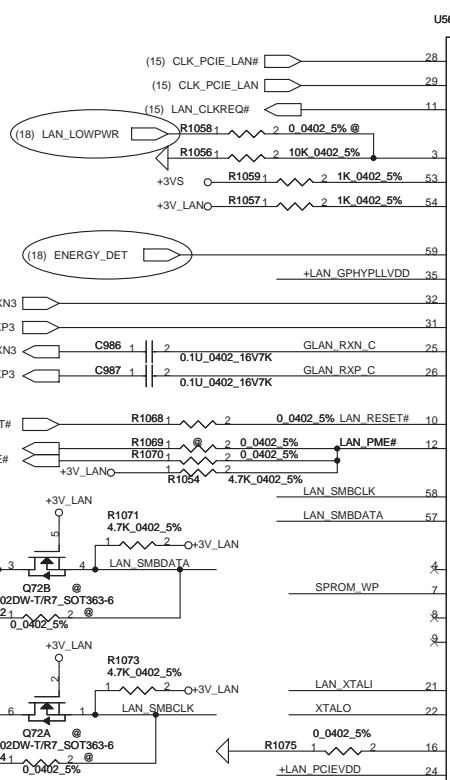 U56
(15) CLK_PCIE_LAN# 28
(15) CLK_PCIE_LAN 29
(15) LAN_CLKREQ# 11
(18) LAN_LOWPWR R1058 1 2 0_0402_5% @
R1056 1 2 10K_0402_5% 3
+3VS R1059 1 2 1K_0402_5% 53
+3V_LAN R1057 1 2 1K_0402_5% 54
(18) ENERGY_DET 59
+LAN_GPHYPLLVDD 35
XN3 32
XP3 31
XN3 C986 1 2 GLAN_RXN_C 25
0.1U_0402_16V7K
XP3 C987 1 2 GLAN_RXP_C 26
0.1U_0402_16V7K
T# R1068 1 2 0_0402_5% LAN_RESET# 10
R1069 1 @ 2 0_0402_5% LAN_PME# 12
E# R1070 1 2 0_0402_5%
+3V_LAN 1 2
R1054 4.7K_0402_5%
LAN_SMBCLK 58
+3V_LAN
LAN_SMBDATA 57
R1071
4.7K_0402_5%
5
1 2 +3V_LAN
3 4 LAN_SMBDATA 4
Q72B @
SPROM_WP 7
02DW-T/R7_SOT363-6
2 1 2 @ 8
0_0402_5%
9
+3V_LAN
R1073
4.7K_0402_5%
2
1 2 +3V_LAN LAN_XTALI 21
6 1 LAN_SMBCLK XTALO 22
Q72A @
02DW-T/R7_SOT363-6 0_0402_5%
4 1 2 @ R1075 1 2 16
0_0402_5%
+LAN_PCIEVDD 24